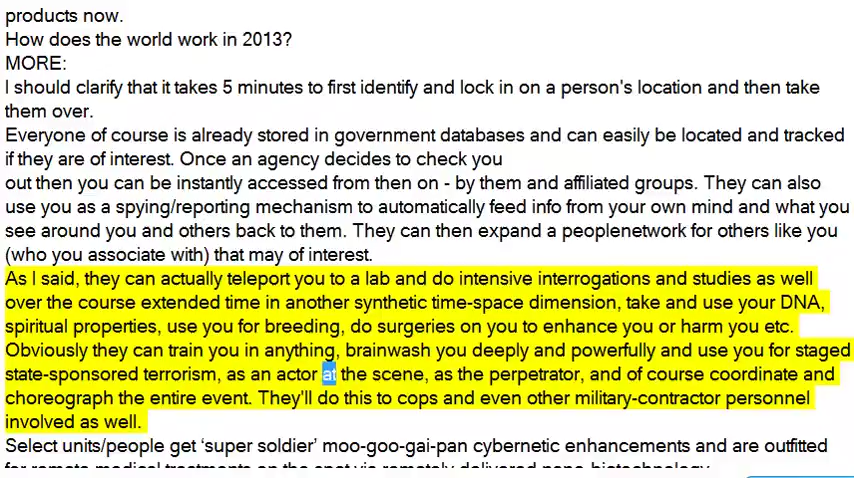 products now.
How does the world work in 2013?
MORE:
I should clarify that it takes 5 minutes to first identify and lock in on a person's location and then take
them over.
Everyone of course is already stored in government databases and can easily be located and tracked
if they are of interest. Once an agency decides to check you
out then you can be instantly accessed from then on - by them and affiliated groups. They can also
use you as a spying/reporting mechanism to automatically feed info from your own mind and what you
see around you and others back to them. They can then expand a peoplenetwork for others like you
(who you associate with) that may of interest.
As I said, they can actually teleport you to a lab and do intensive interrogations and studies as well
over the course extended time in another synthetic time-space dimension, take and use your DNA,
spiritual properties, use you for breeding, do surgeries on you to enhance you or harm you etc.
Obviously they can train you in anything, brainwash you deeply and powerfully and use you for staged
state-sponsored terrorism, as an actor at the scene, as the perpetrator, and of course coordinate and
choreograph the entire event. They'll do this to cops and even other military-contractor personnel
involved as well.
Select units/people get ‘super soldier’ moo-goo-gai-pan cybernetic enhancements and are outfitted
for remote medical treatments on the spot via remotely delivered nano-biotechnology